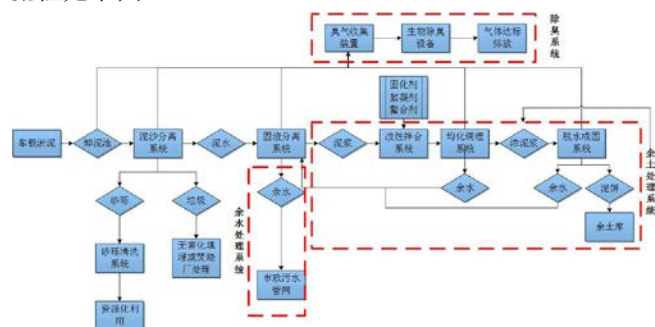 臭气收集
装置
生物除臭
设备
气体达标
排放
除臭系统
固化剂
絮凝剂
螯合剂
车载淤泥
卸泥池
泥沙分离
系统
泥水
固液分离
系统
泥浆
改性拌合
系统
均化调理
系统
浓泥浆
脱水成固
系统
余土处理系统
砂砾
垃圾
余水
余水
余水
泥饼
余水处理系统
砂砾清洗
系统
无害化填
埋或焚烧
厂处理
市政污水
管网
余土库
资源化利
用